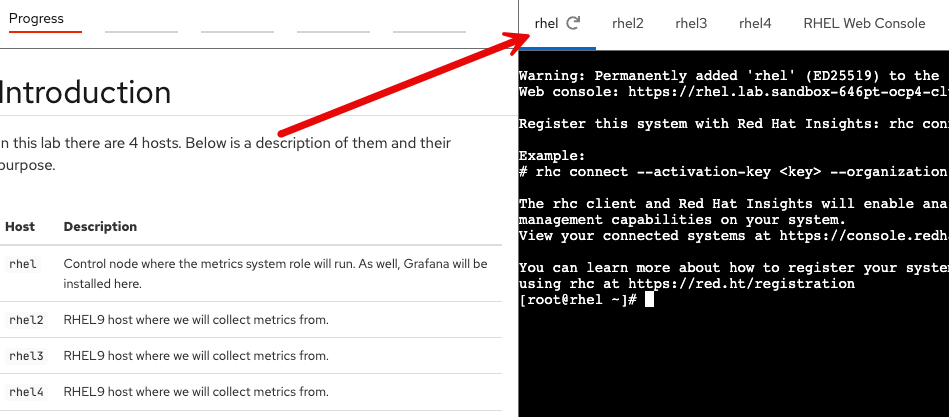 Progress
rhel rhel2 rhel3 rhel4 RHEL Web Console
Introduction
n this lab there are 4 hosts. Below is a description of them and their
purpose.
Host Description
rhel Control node where the metrics system role will run. As well, Grafana will be
installed here.
rhel2 RHEL9 host where we will collect metrics from.
rhel3 RHEL9 host where we will collect metrics from.
rhel4 RHEL9 host where we will collect metrics from.
Warning: Permanently added 'rhel' (ED25519) to the
Web console: https://rhel.lab.sandbox-646pt-ocp4-cl
Register this system with Red Hat Insights: rhc conn
Example:
# rhc connect --activation-key <key> --organization
The rhc client and Red Hat Insights will enable ana
management capabilities on your system.
View your connected systems at https://console.redh
You can learn more about how to register your syste
using rhc at https://red.ht/registration
[root@rhel ~]#